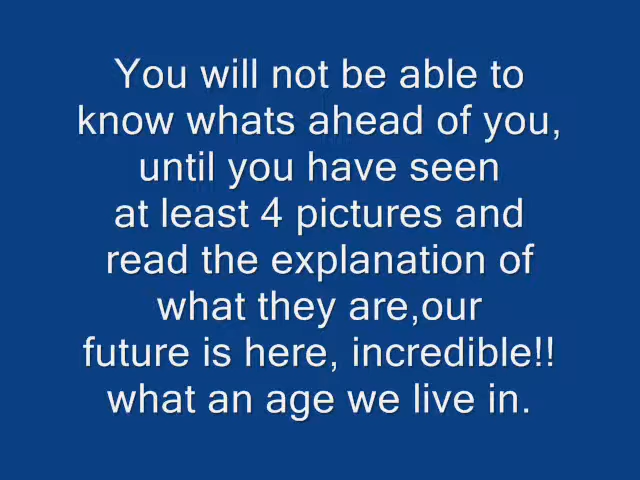 You will not be able to
know whats ahead of you,
until you have seen
at least 4 pictures and
read the explanation of
what they are,our
future is here, incredible!!
what an age we live in.